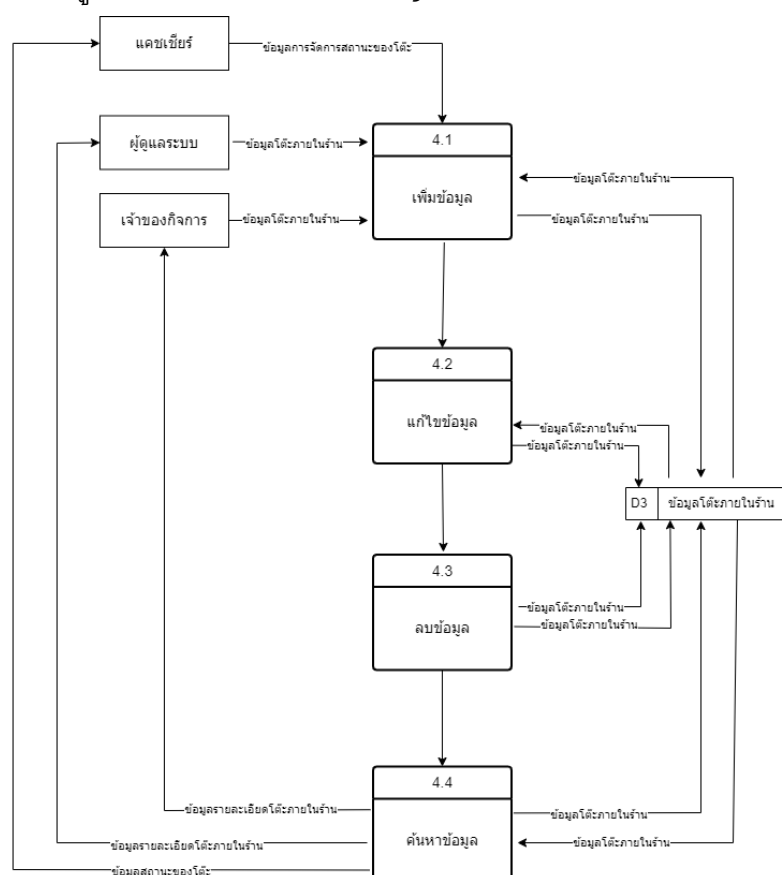 แคชเชียร์
ข้อมูลการจัดการสถานะของโต๊ะ
ผู้ดูแลระบบ
ข้อมูลโต๊ะภายในร้าน
4.1
เพิ่มข้อมูล
ข้อมูลโต๊ะภายในร้าน
เจ้าของกิจการ
ข้อมูลโต๊ะภายในร้าน
ข้อมูลโต๊ะภายในร้าน
4.2
แก้ไขข้อมูล
ข้อมูลโต๊ะภายในร้าน
ข้อมูลโต๊ะภายในร้าน
D3
ข้อมูลโต๊ะภายในร้าน
4.3
ลบข้อมูล
ข้อมูลโต๊ะภายในร้าน
ข้อมูลโต๊ะภายในร้าน
4.4
ค้นหาข้อมูล
ข้อมูลรายละเอียดโต๊ะภายในร้าน
ข้อมูลโต๊ะภายในร้าน
ข้อมูลรายละเอียดโต๊ะภายในร้าน
ข้อมูลโต๊ะภายในร้าน
ข้อมูลสถานะของโต๊ะ